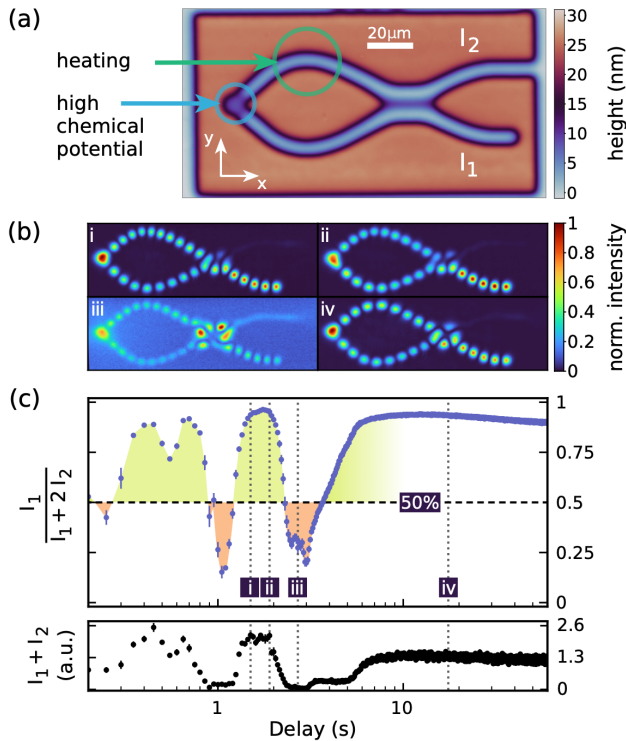 (a)
20μm
I₂
I₁
heating
high
chemical
potential
y
x
30
25
20
15
10
5
0
height (nm)
(b)
i
ii
iii
iv
1
0.8
0.6
0.4
0.2
0
norm. intensity
(c)
I₁
I₁ + 2 I₂
1
0.75
0.5
0.25
0
50%
i
ii
iii
iv
I₁ + I₂
(a.u.)
2.6
1.3
0
1
10
Delay (s)